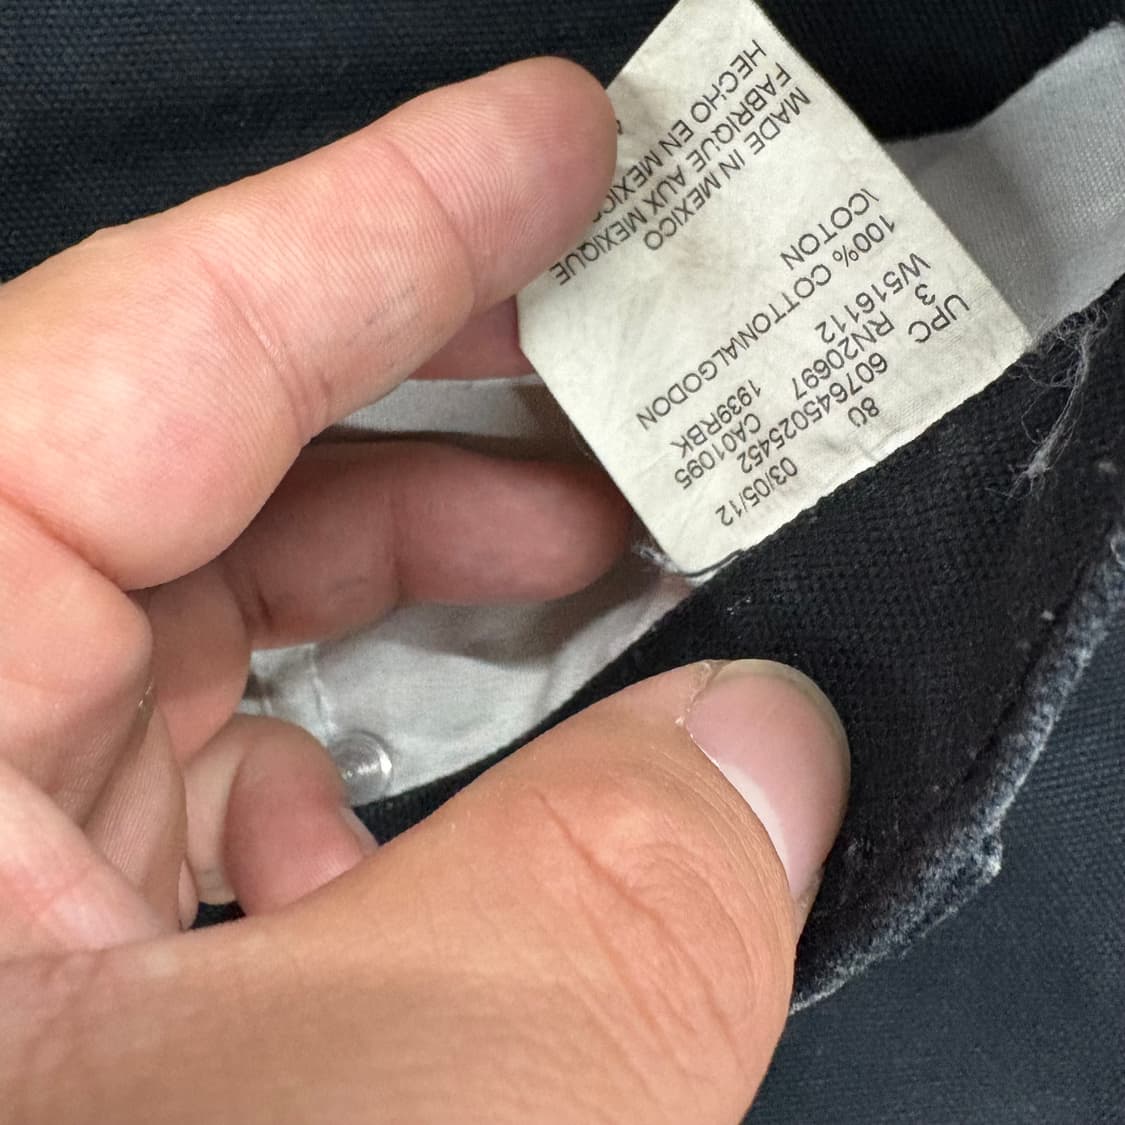 UPC 80 03/05/12
3 607645025452
RN20697 CA01095
W516112 1939RBK
100% COTTON\ALGODON
\COTON
MADE IN MEXICO
FABRIQUE AUX MEXIQUE
HECHO EN MEXICO